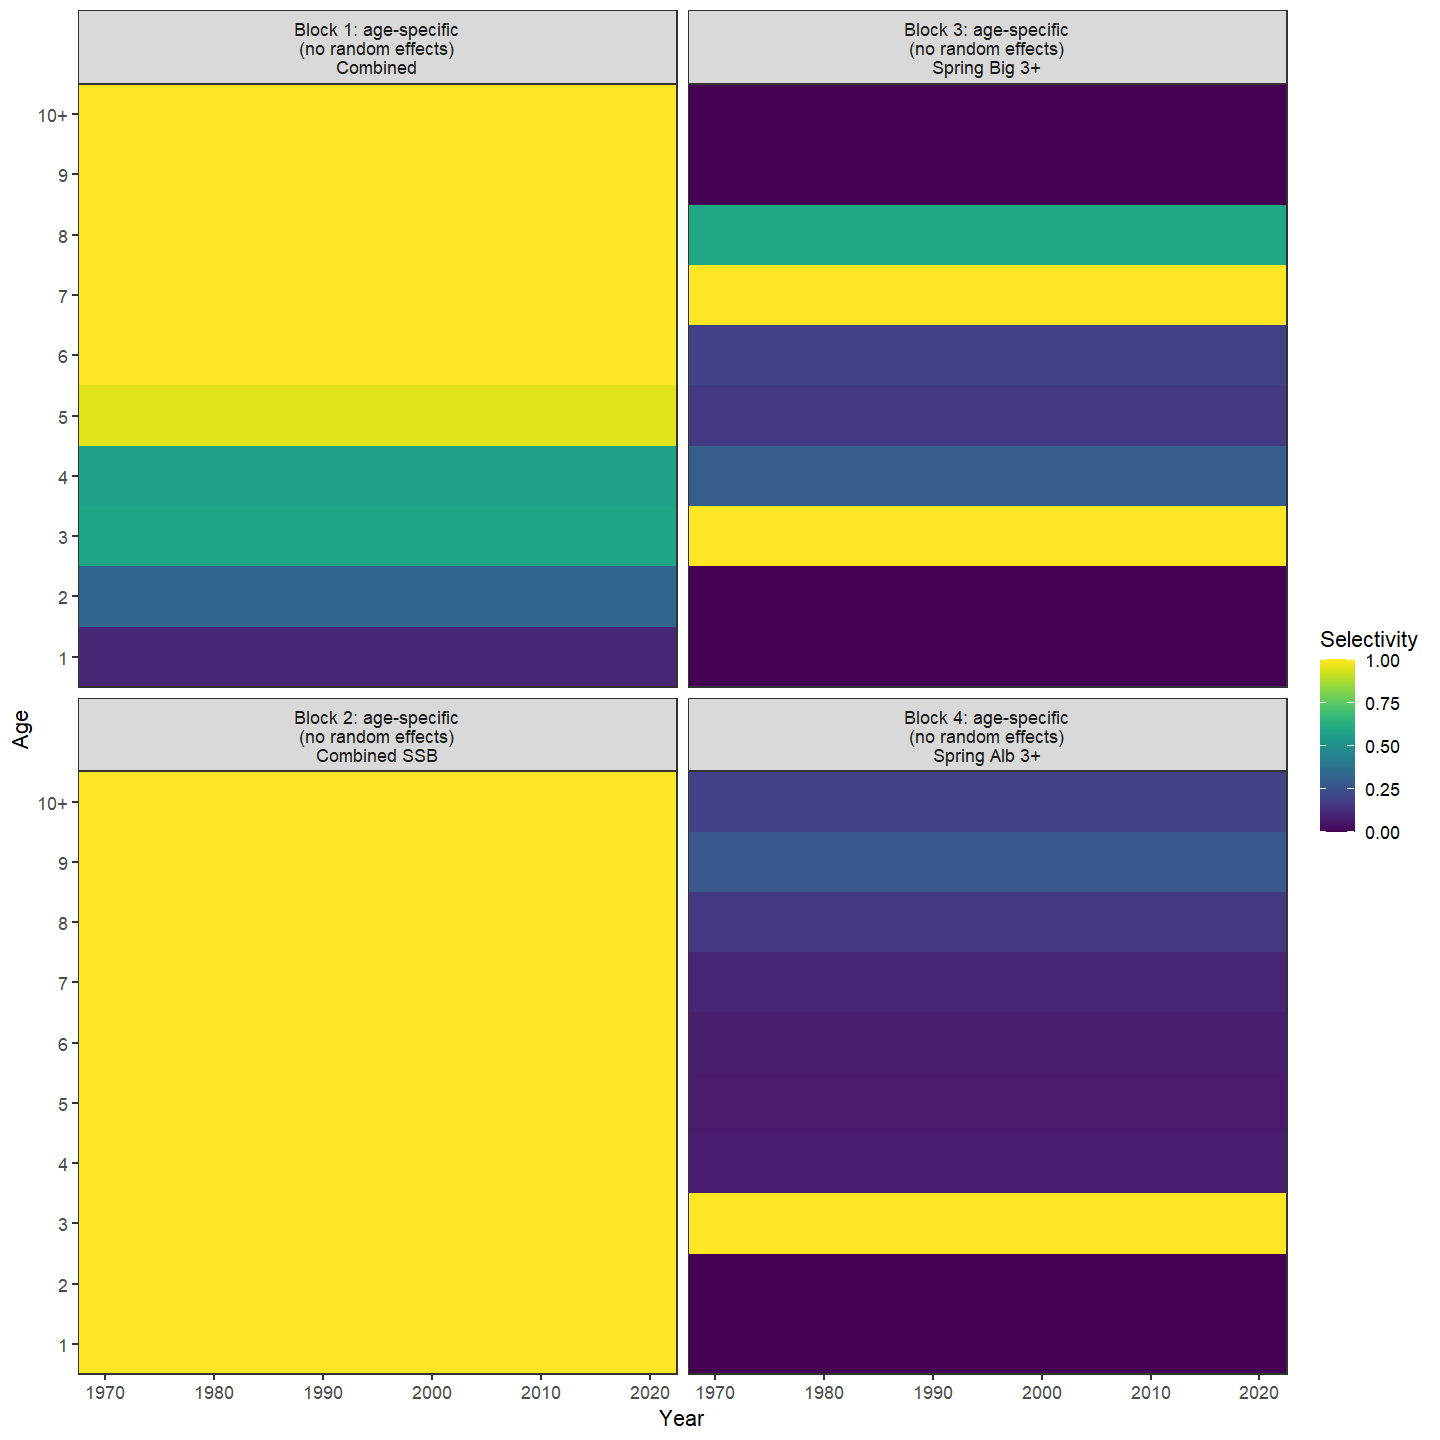 Block 1: age-specific
(no random effects)
Combined
Block 3: age-specific
(no random effects)
Spring Big 3+
10+
9
8
7
6
5
4
3
2
1
Block 2: age-specific
(no random effects)
Combined SSB
Block 4: age-specific
(no random effects)
Spring Alb 3+
10+
9
8
7
6
5
4
3
2
1
1970 1980 1990 2000 2010 2020
1970 1980 1990 2000 2010 2020
Year
Age
Selectivity
1.00
0.75
0.50
0.25
0.00